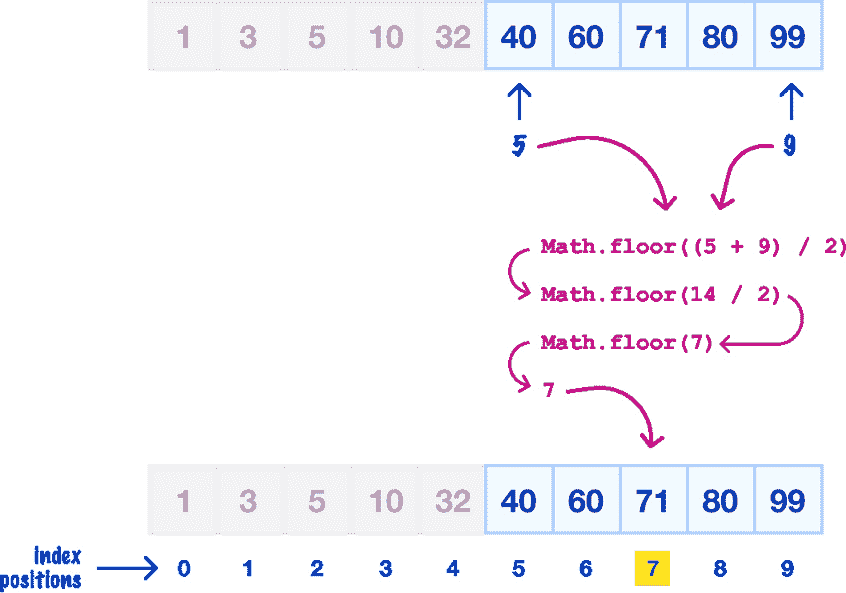 1 3 5 10 32 40 60 71 80 99
5 9
Math.floor((5 + 9) / 2)
Math.floor(14 / 2)
Math.floor(7)
7
1 3 5 10 32 40 60 71 80 99
index
positions
0 1 2 3 4 5 6 7 8 9